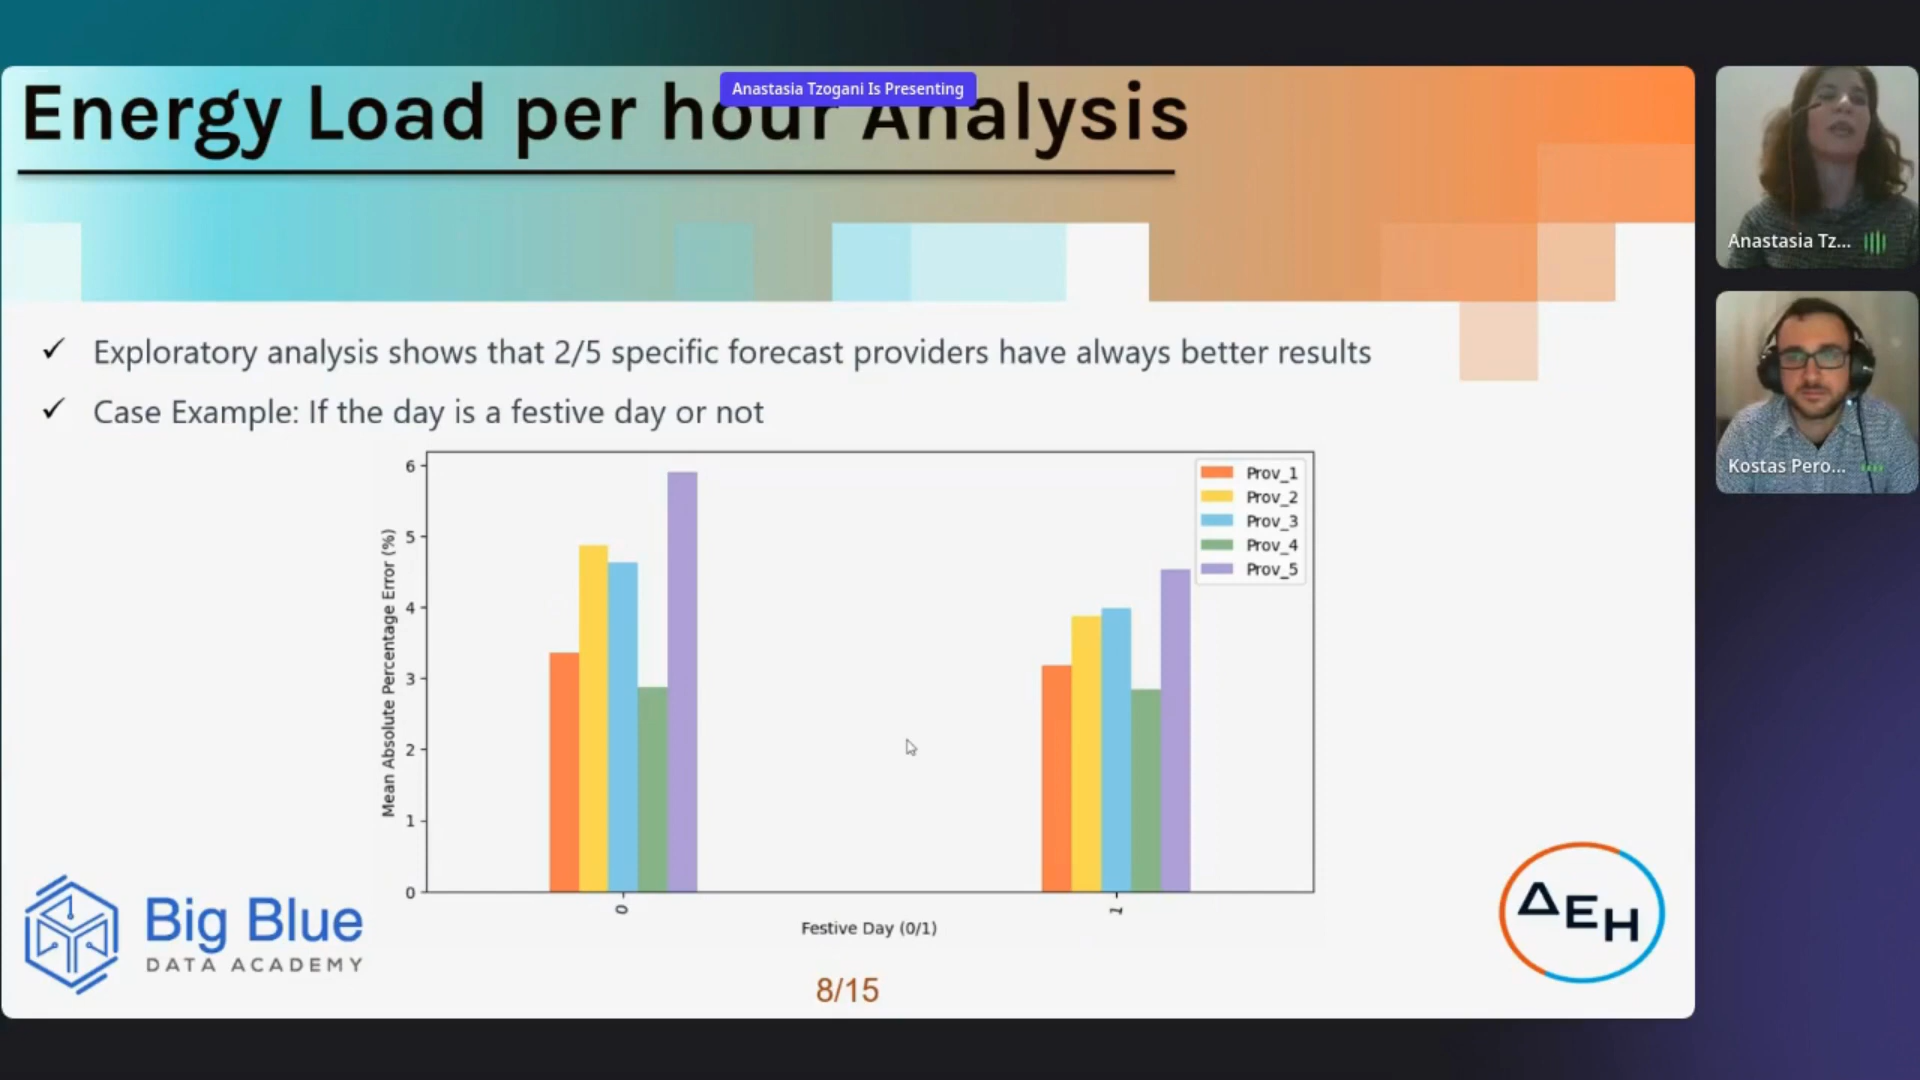 Anastasia Tzogani Is Presenting
Energy Load per hour Analysis
✓ Exploratory analysis shows that 2/5 specific forecast providers have always better results
✓ Case Example: If the day is a festive day or not
Mean Absolute Percentage Error (%)
6
5
4
3
2
1
0
Prov_1
Prov_2
Prov_3
Prov_4
Prov_5
0
1
Festive Day (0/1)
Big Blue
DATA ACADEMY
8/15
ΔΕΗ
Anastasia Tz...
Kostas Pero...